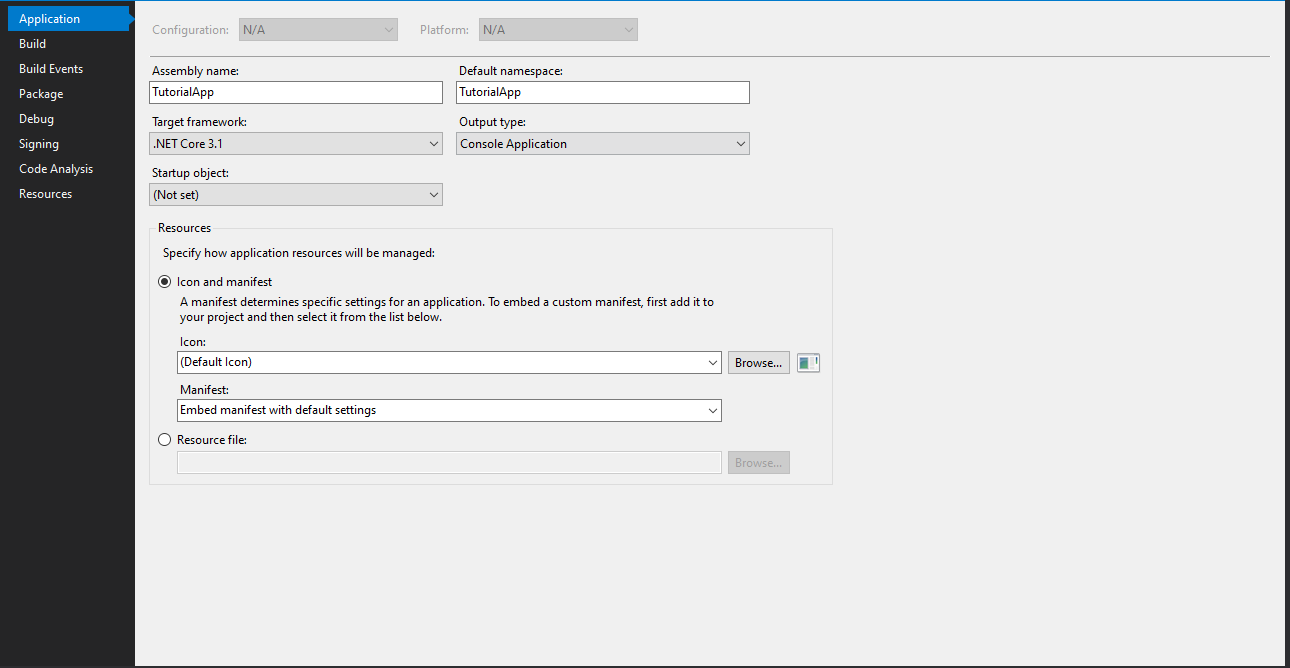 Application
Build
Build Events
Package
Debug
Signing
Code Analysis
Resources
Configuration: N/A Platform: N/A
Assembly name: Default namespace:
TutorialApp TutorialApp
Target framework: Output type:
.NET Core 3.1 Console Application
Startup object:
(Not set)
Resources
Specify how application resources will be managed:
Icon and manifest
A manifest determines specific settings for an application. To embed a custom manifest, first add it to
your project and then select it from the list below.
Icon:
(Default Icon) Browse...
Manifest:
Embed manifest with default settings
Resource file:
Browse...